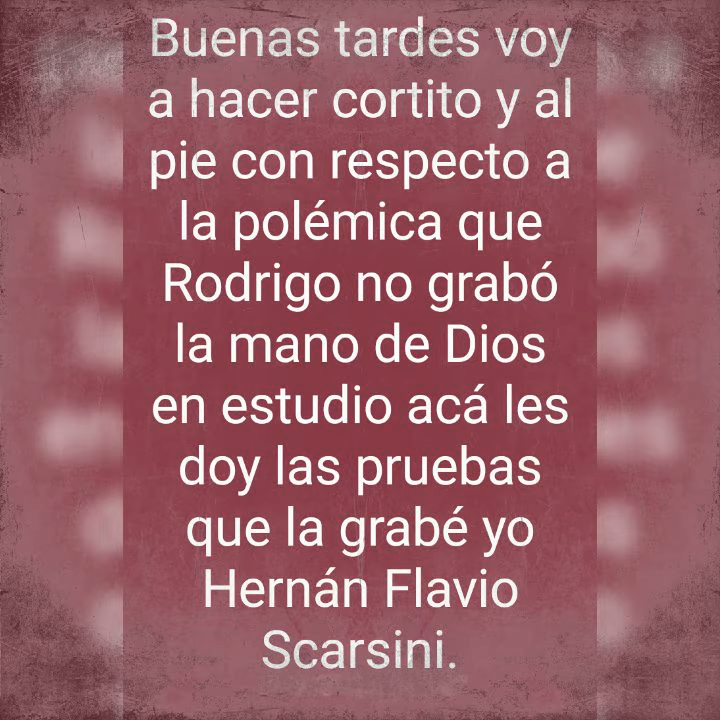 Buenas tardes voy
a hacer cortito y al
pie con respecto a
la polémica que
Rodrigo no grabó
la mano de Dios
en estudio acá les
doy las pruebas
que la grabé yo
Hernán Flavio
Scarsini.